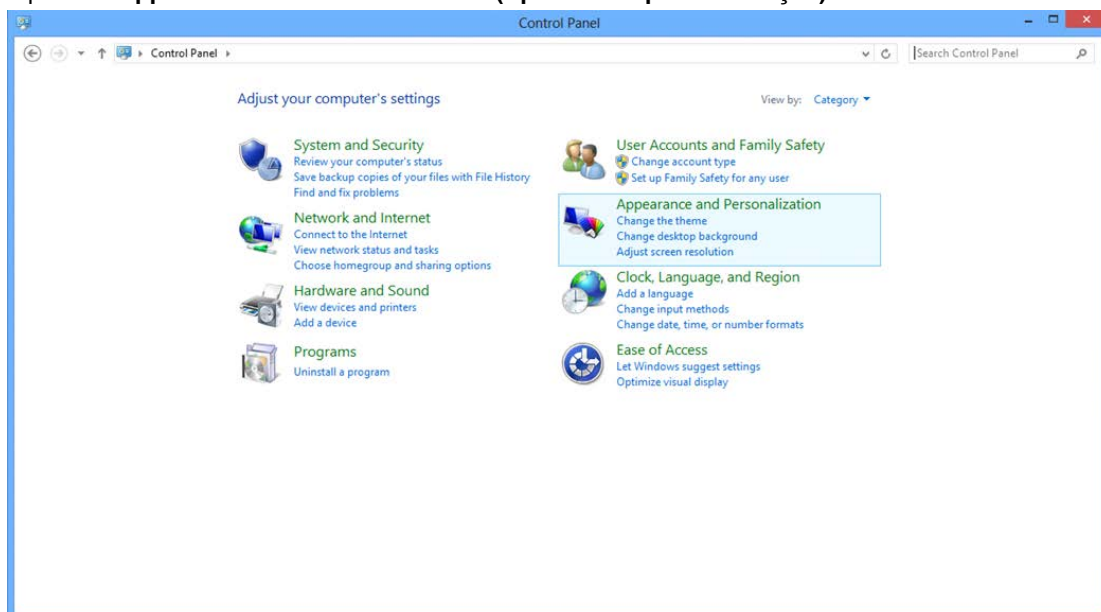 Control Panel
Control Panel
Search Control Panel
Adjust your computer's settings
View by: Category
System and Security
Review your computer's status
Save backup copies of your files with File History
Find and fix problems
Network and Internet
Connect to the Internet
View network status and tasks
Choose homegroup and sharing options
Hardware and Sound
View devices and printers
Add a device
Programs
Uninstall a program
User Accounts and Family Safety
Change account type
Set up Family Safety for any user
Appearance and Personalization
Change the theme
Change desktop background
Adjust screen resolution
Clock, Language, and Region
Add a language
Change input methods
Change date, time, or number formats
Ease of Access
Let Windows suggest settings
Optimize visual display